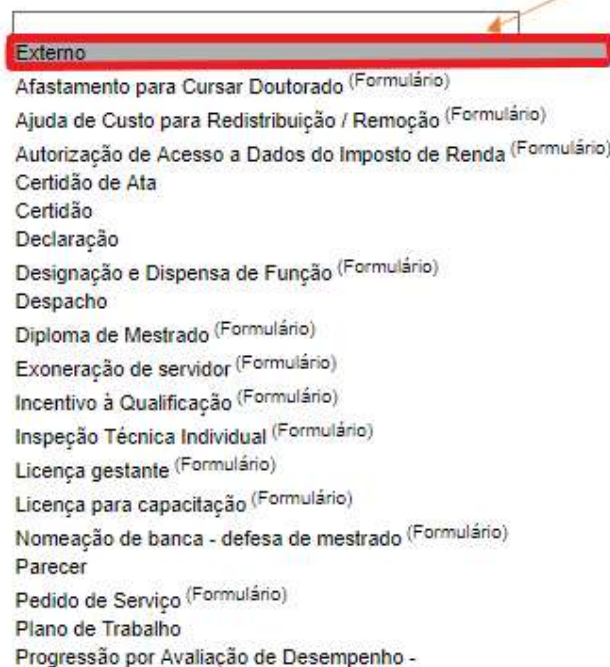 Externo
Afastamento para Cursar Doutorado (Formulário)
Ajuda de Custo para Redistribuição / Remoção (Formulário)
Autorização de Acesso a Dados do Imposto de Renda (Formulário)
Certidão de Ata
Certidão
Declaração
Designação e Dispensa de Função (Formulário)
Despacho
Diploma de Mestrado (Formulário)
Exoneração de servidor (Formulário)
Incentivo à Qualificação (Formulário)
Inspeção Técnica Individual (Formulário)
Licença gestante (Formulário)
Licença para capacitação (Formulário)
Nomeação de banca - defesa de mestrado (Formulário)
Parecer
Pedido de Serviço (Formulário)
Plano de Trabalho
Progressão por Avaliação de Desempenho -